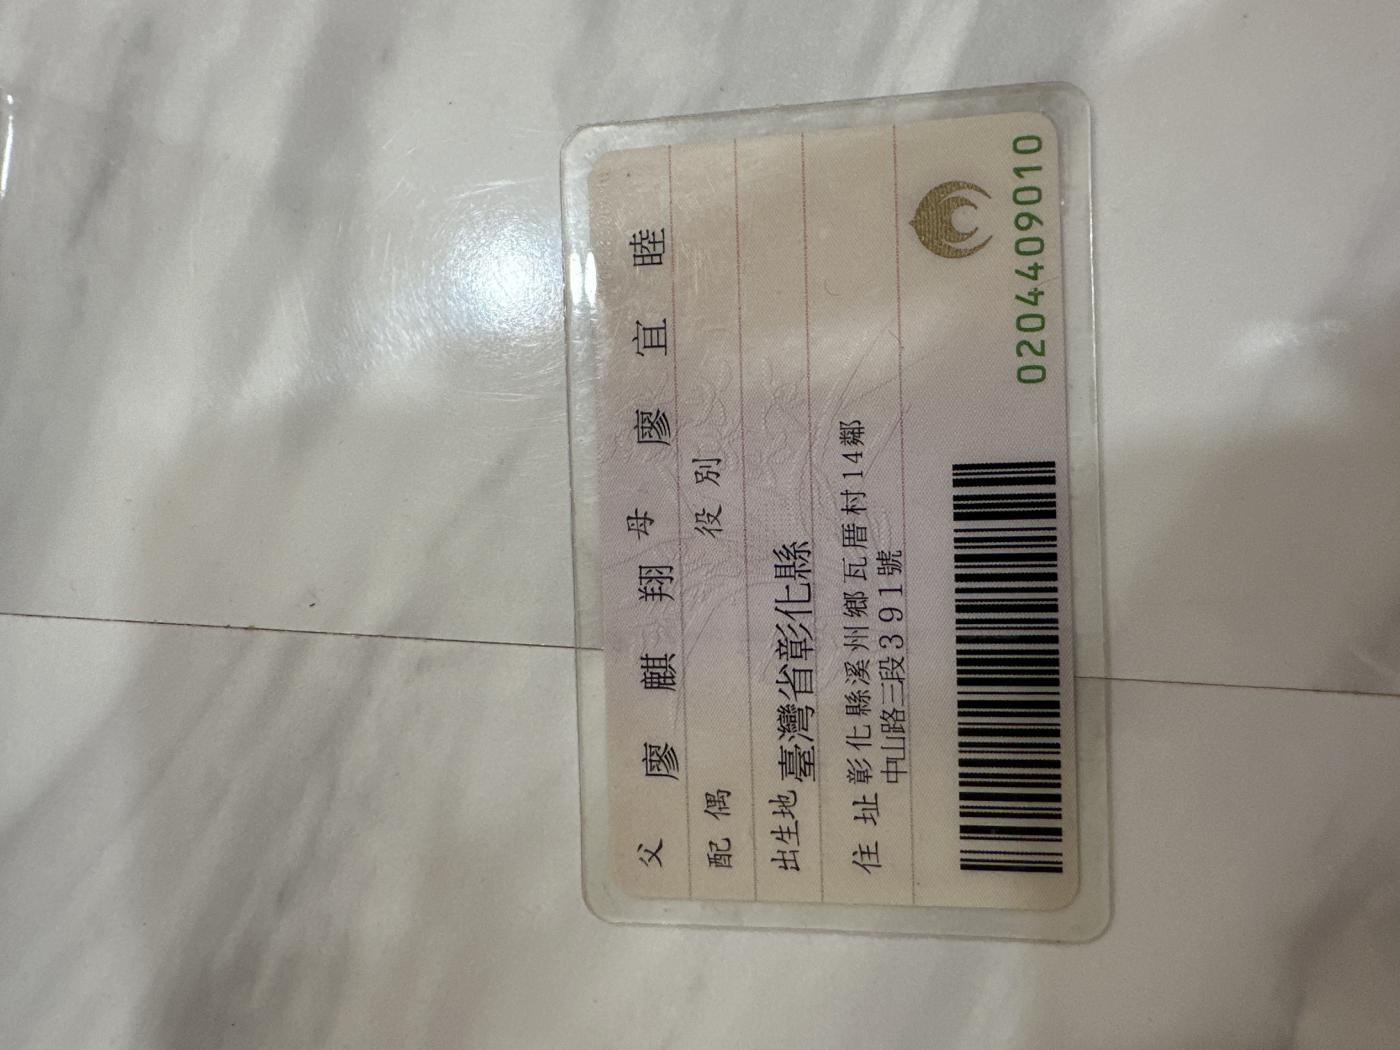 父 廖麒翔 母 廖宜睦
配偶 役別
出生地 臺灣省彰化縣
住址 彰化縣溪州鄉瓦厝村14鄰
中山路三段391號
0204409010